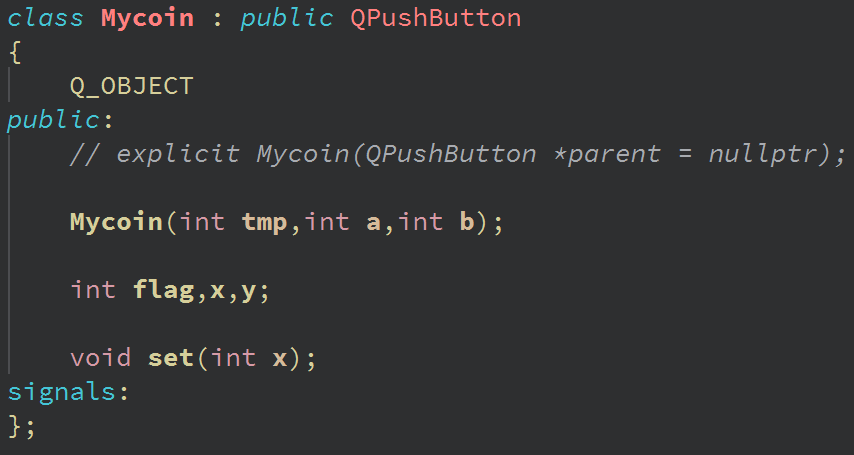 class Mycoin : public QPushButton
{
    Q_OBJECT
public:
    // explicit Mycoin(QPushButton *parent = nullptr);
    Mycoin(int tmp,int a,int b);
    int flag,x,y;
    void set(int x);
signals:
};